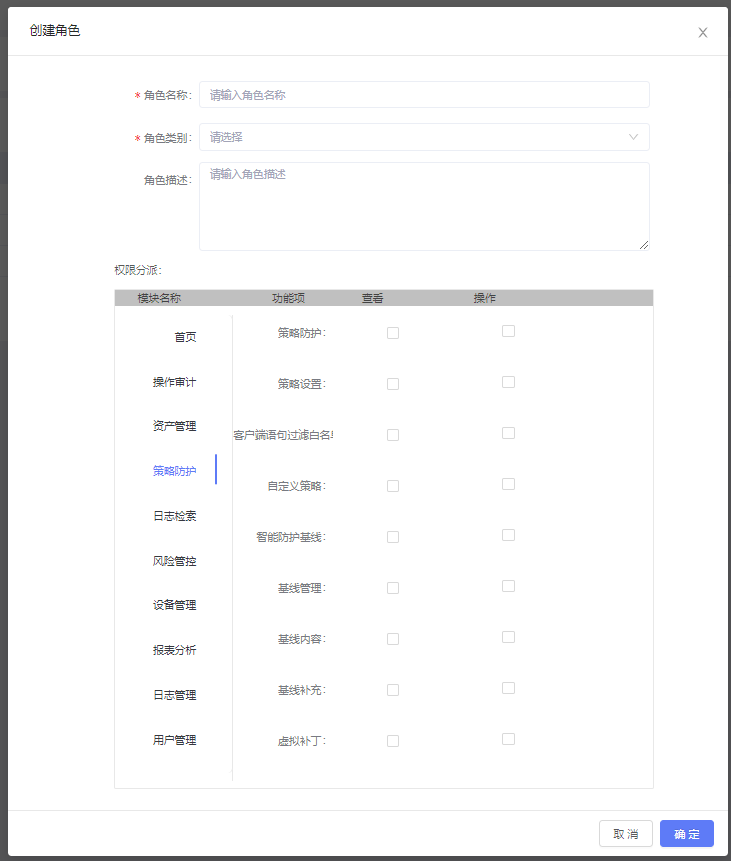 创建角色
* 角色名称: 请输入角色名称
* 角色类别: 请选择
角色描述: 请输入角色描述
权限分派:
模块名称 功能项 查看 操作
首页
操作审计
资产管理
策略防护
日志检索
风险管控
设备管理
报表分析
日志管理
用户管理
策略防护:
策略设置:
客户端语句过滤白名
自定义策略:
智能防护基线:
基线管理:
基线内容:
基线补充:
虚拟补丁:
取 消 确 定